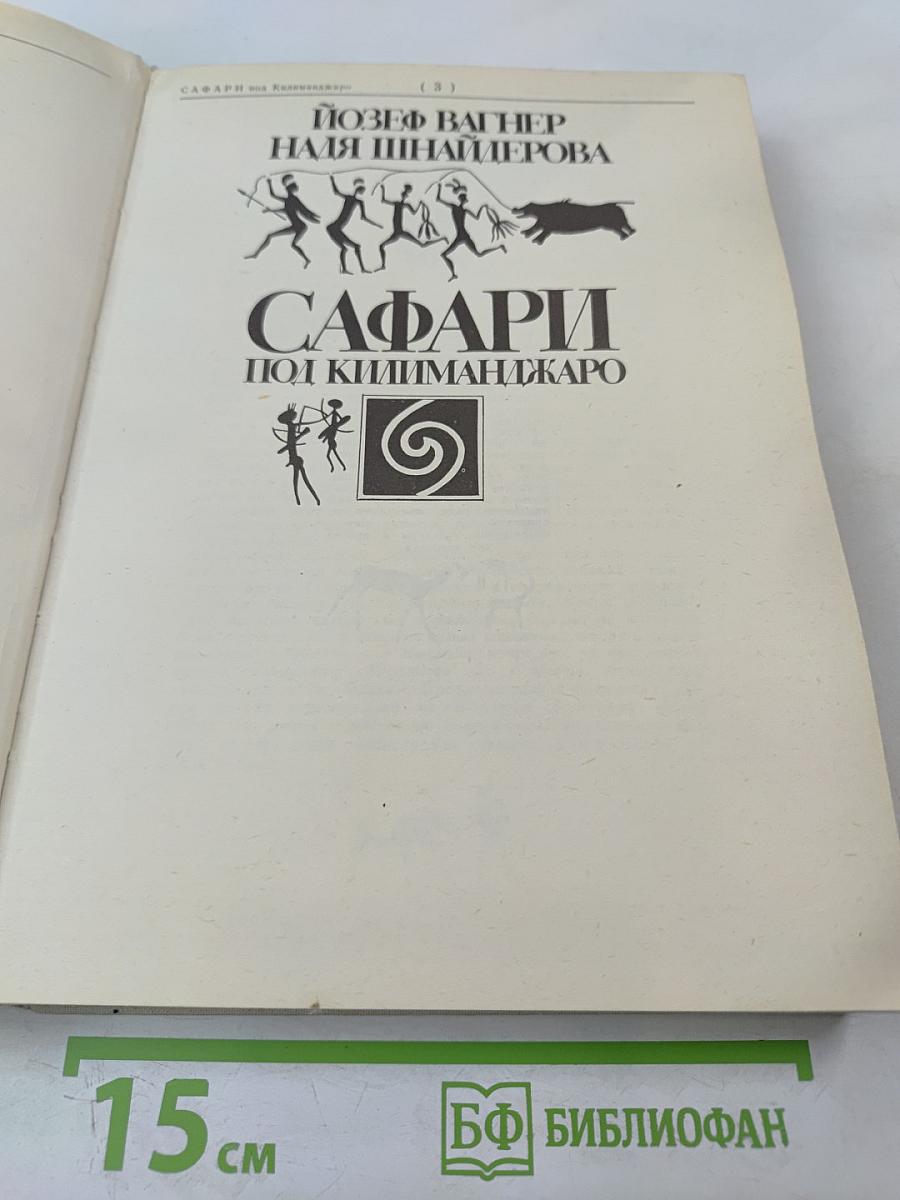 САФАРИ под Килиманджаро ( 3 )
ЙОЗЕФ ВАГНЕР
НАДЯ ШНАЙДЕРОВА
САФАРИ
ПОД КИЛИМАНДЖАРО
15 см
БФ БИБЛИОФАН